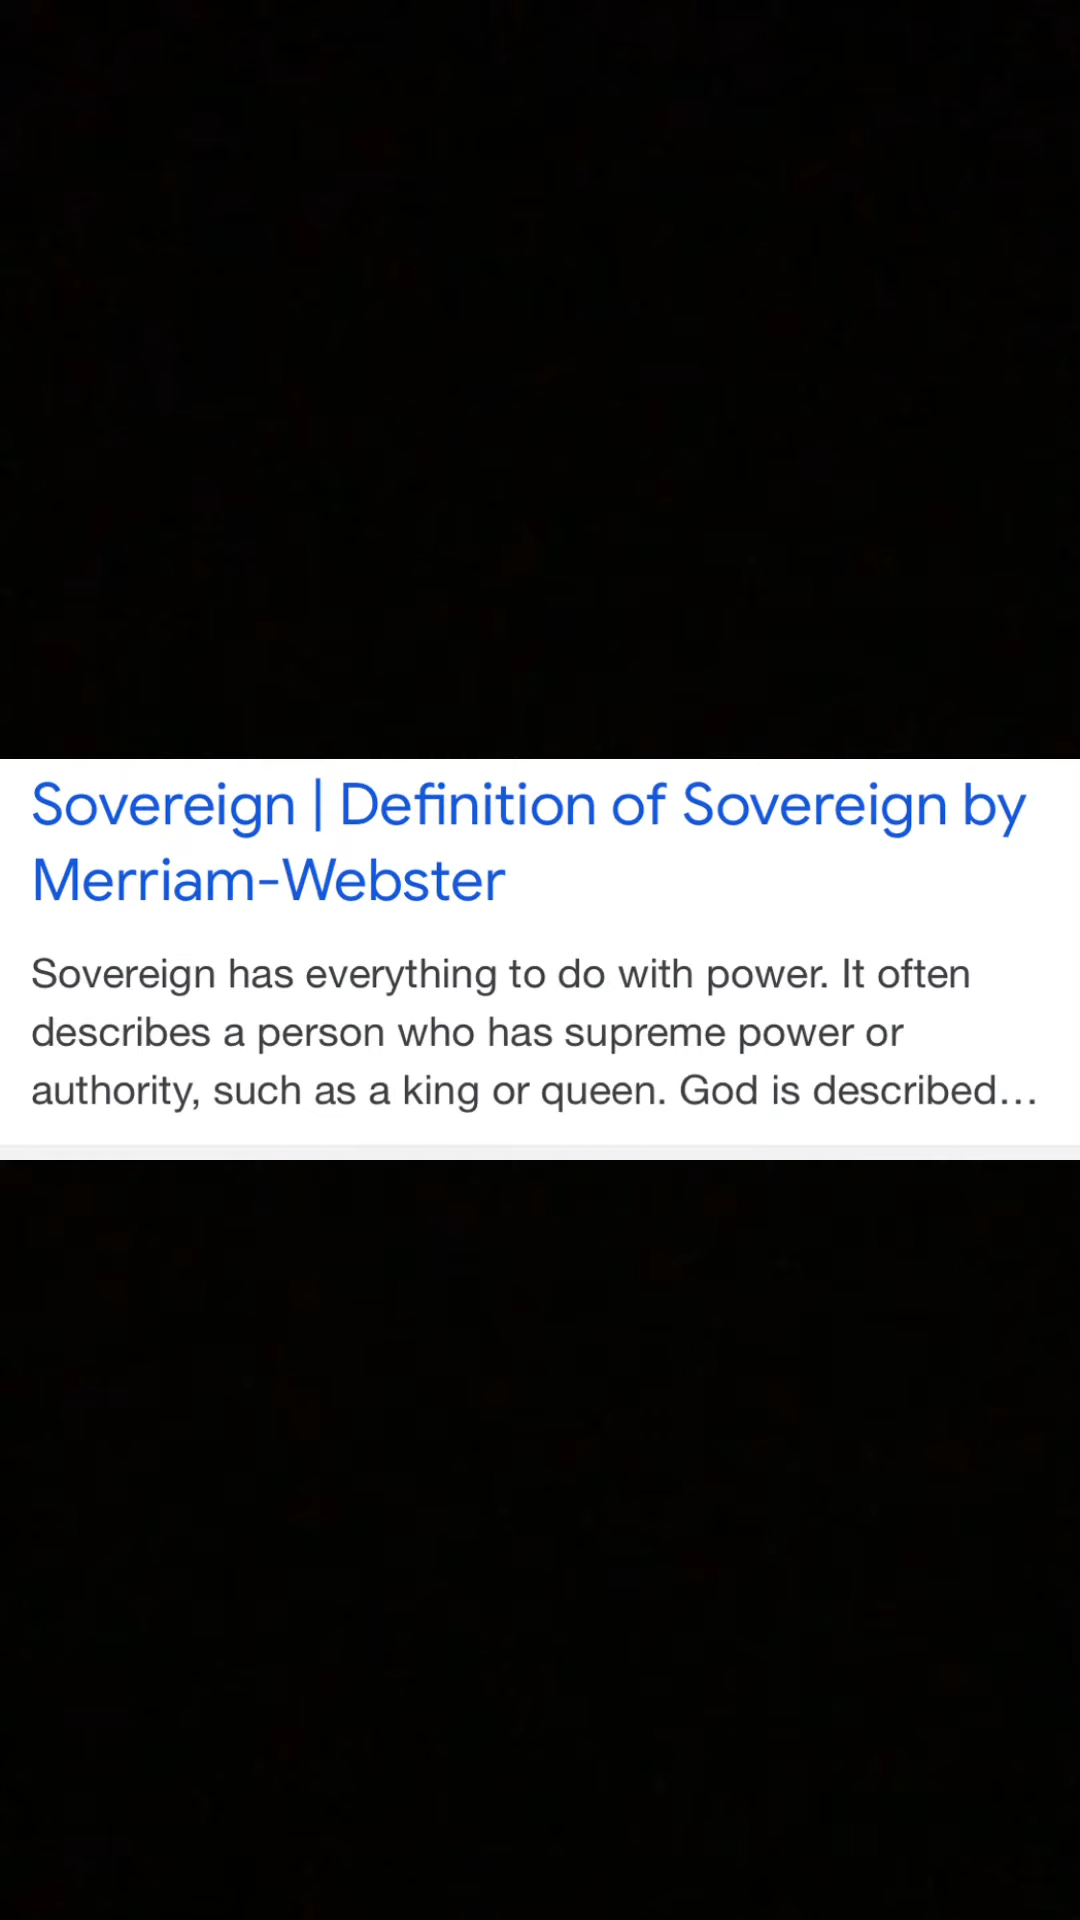 Sovereign | Definition of Sovereign by
Merriam-Webster
Sovereign has everything to do with power. It often
describes a person who has supreme power or
authority, such as a king or queen. God is described...